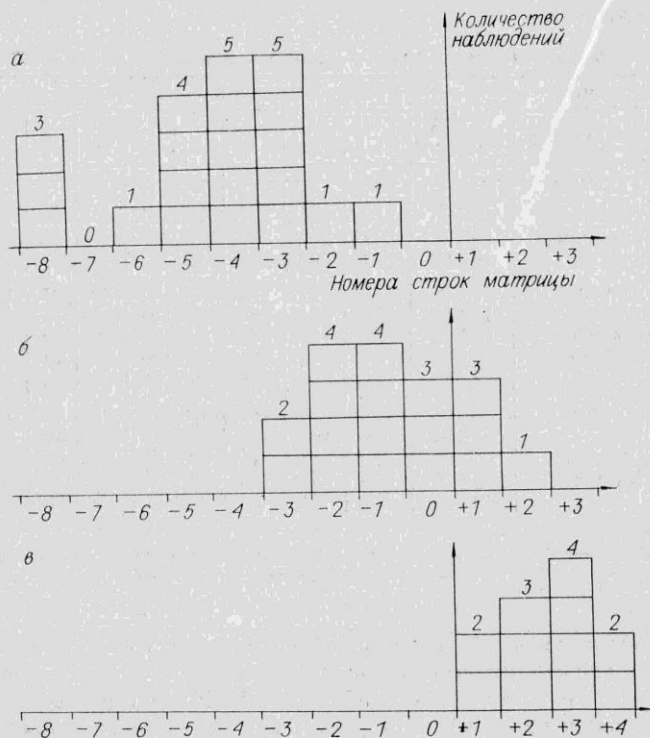 Количество
наблюдений
а
5 5
4
3
1 1 1
0
-8 -7 -6 -5 -4 -3 -2 -1 0 +1 +2 +3
Номера строк матрицы
б
4 4
3 3
2
1
-8 -7 -6 -5 -4 -3 -2 -1 0 +1 +2 +3
в
4
3
2 2
-8 -7 -6 -5 -4 -3 -2 -1 0 +1 +2 +3 +4